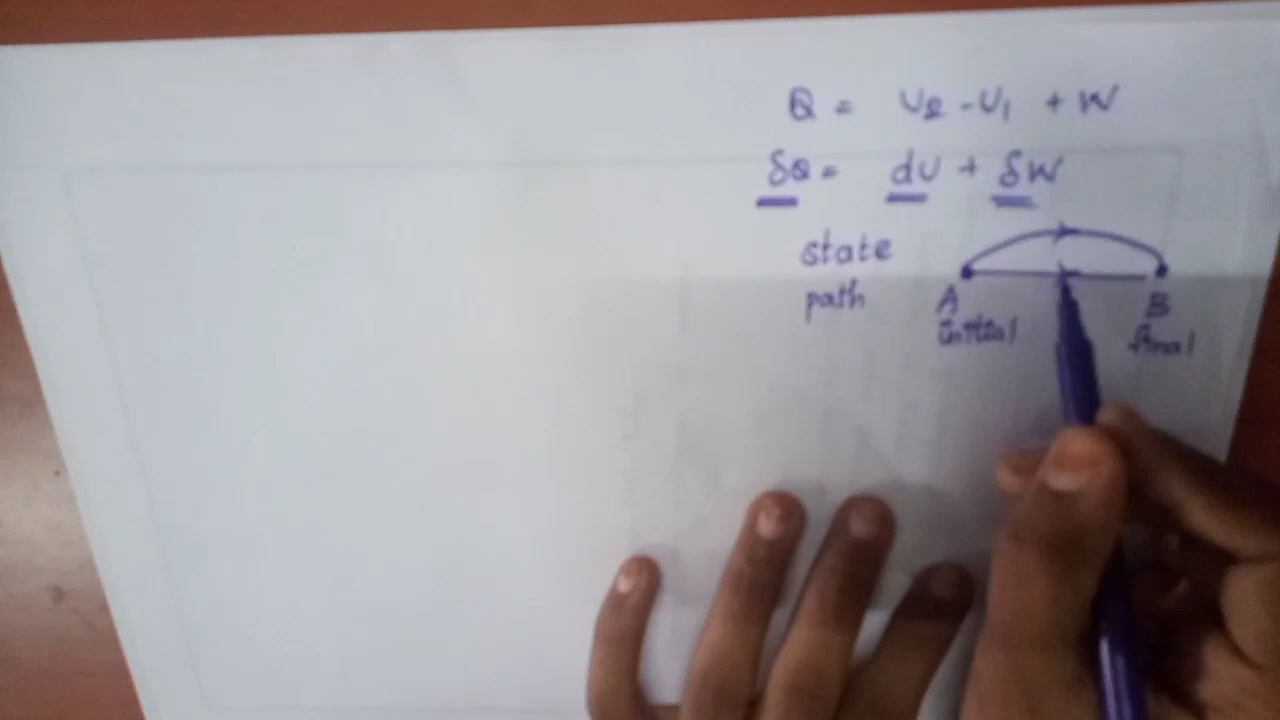 Q = U2 - U1 + W
δQ = dU + δW
state
path
A B
initial final